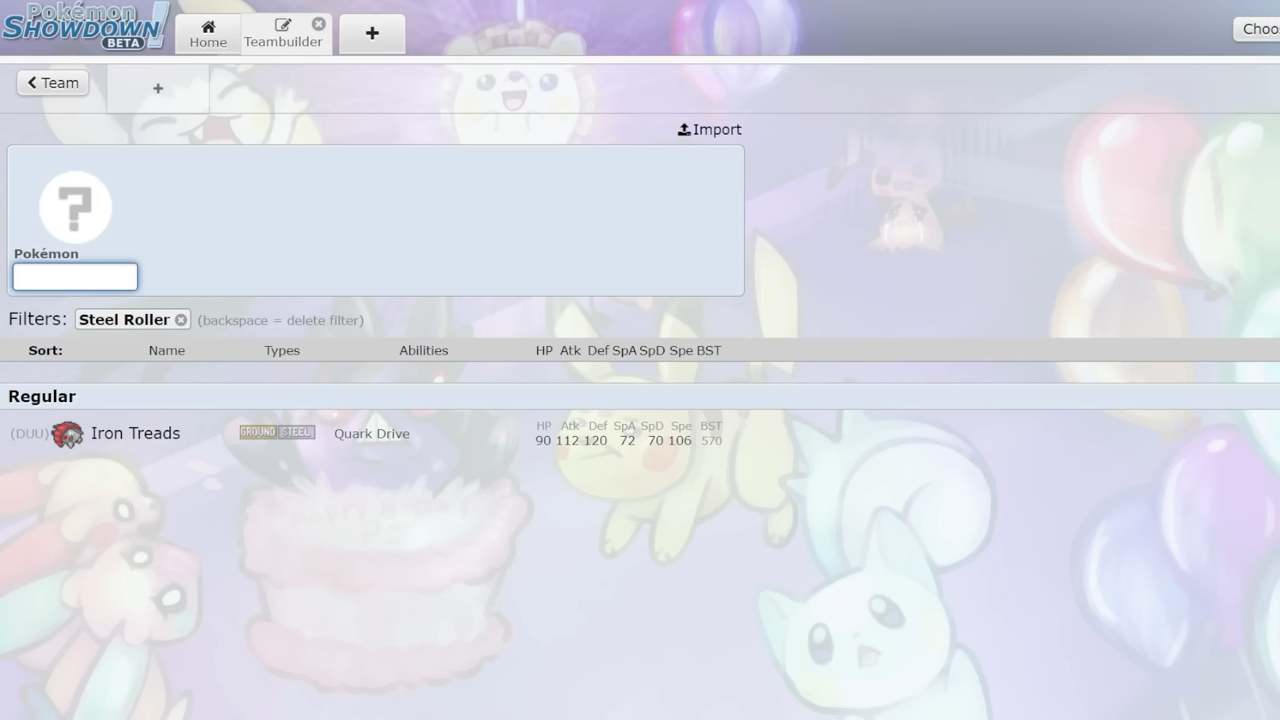 Pokémon
SHOWDOWN!
BETA
Home
Teambuilder
+
Choo
Team
+
Import
?
Pokémon
Filters: Steel Roller (backspace = delete filter)
Sort: Name Types Abilities HP Atk Def SpA SpD Spe BST
Regular
(DUU) Iron Treads GROUND STEEL Quark Drive
HP Atk Def SpA SpD Spe BST
90 112 120 72 70 106 570